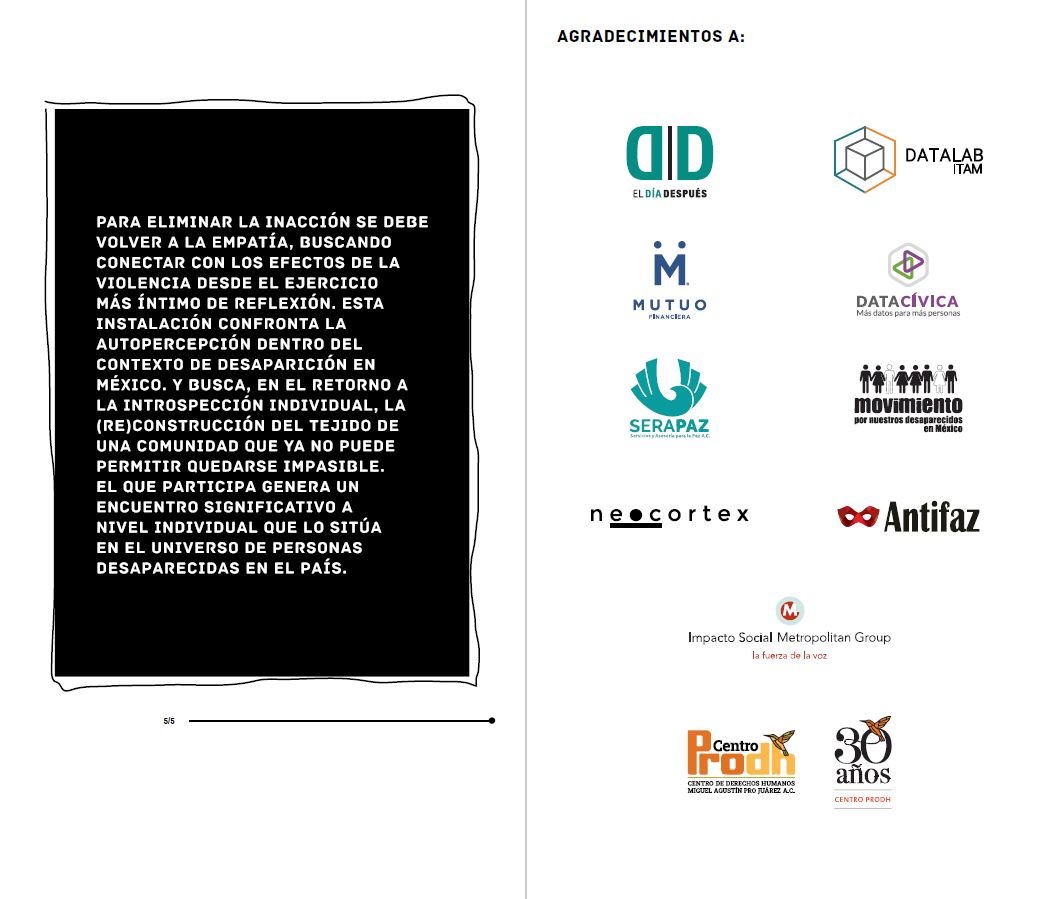 PARA ELIMINAR LA INACCIÓN SE DEBE
VOLVER A LA EMPATÍA, BUSCANDO
CONECTAR CON LOS EFECTOS DE LA
VIOLENCIA DESDE EL EJERCICIO
MÁS ÍNTIMO DE REFLEXIÓN. ESTA
INSTALACIÓN CONFRONTA LA
AUTOPERCEPCIÓN DENTRO DEL
CONTEXTO DE DESAPARICIÓN EN
MÉXICO. Y BUSCA, EN EL RETORNO A
LA INTROSPECCIÓN INDIVIDUAL, LA
(RE)CONSTRUCCIÓN DEL TEJIDO DE
UNA COMUNIDAD QUE YA NO PUEDE
PERMITIR QUEDARSE IMPASIBLE.
EL QUE PARTICIPA GENERA UN
ENCUENTRO SIGNIFICATIVO A
NIVEL INDIVIDUAL QUE LO SITÚA
EN EL UNIVERSO DE PERSONAS
DESAPARECIDAS EN EL PAÍS.
5/5
AGRADECIMIENTOS A:
D|D
EL DÍA DESPUÉS
DATALAB
ITAM
M
MUTUO
FINANCIERA
DATACÍVICA
Más datos para más personas
SERAPAZ
Servicios y Asesoría para la Paz A.C.
movimiento
por nuestros desaparecidos
en México
neocortex
Antifaz
M
Impacto Social Metropolitan Group
la fuerza de la voz
Centro
Prodh
CENTRO DE DERECHOS HUMANOS
MIGUEL AGUSTÍN PRO JUÁREZ A.C.
30
años
CENTRO PRODH